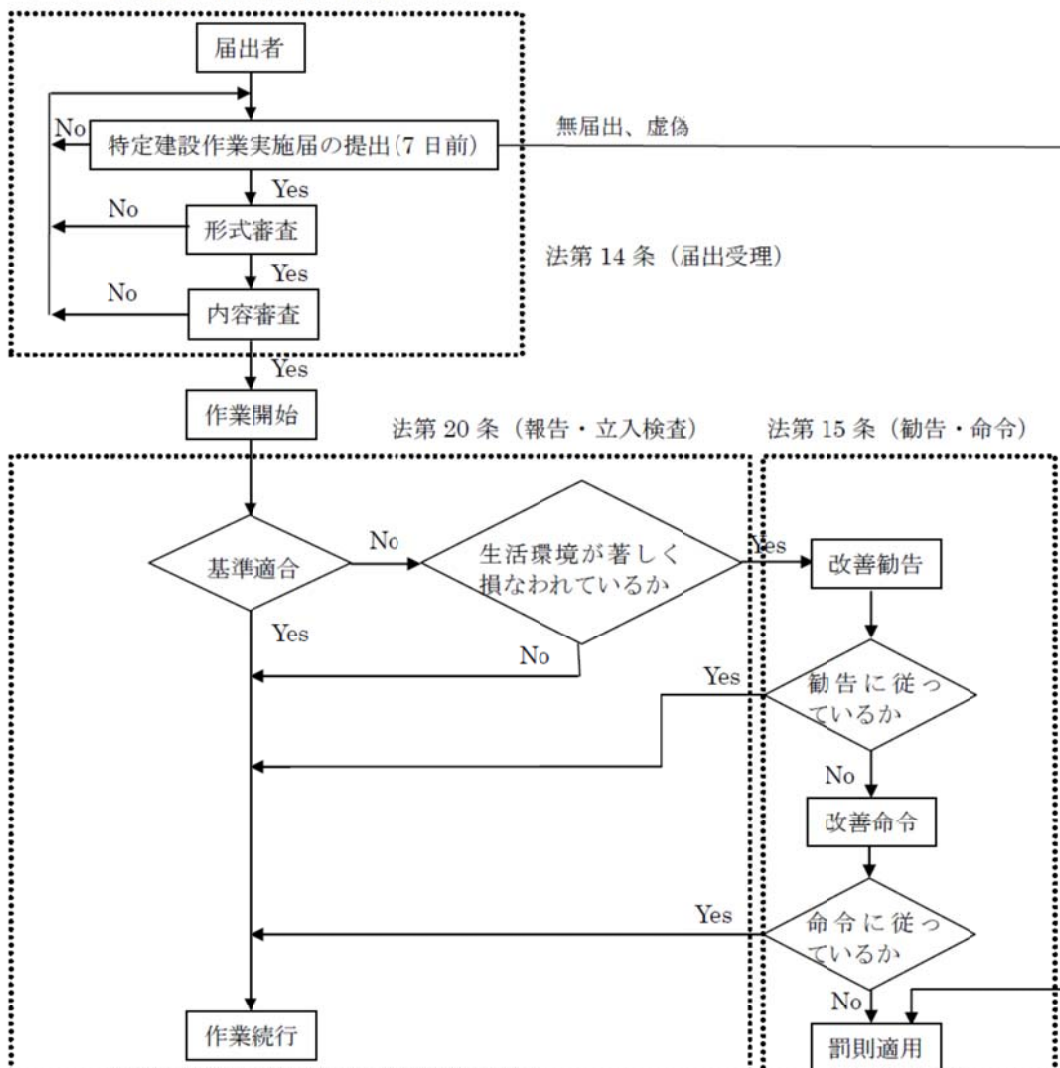 届出者
No
特定建設作業実施届の提出(7 日前)
無届出、虚偽
Yes
No
形式審査
法第 14 条（届出受理）
Yes
No
内容審査
Yes
作業開始
法第 20 条（報告・立入検査）
法第 15 条（勧告・命令）
基準適合
No
生活環境が著しく
損なわれているか
Yes
改善勧告
Yes
No
Yes
勧告に従っ
ているか
No
改善命令
Yes
命令に従っ
ているか
No
作業続行
罰則適用